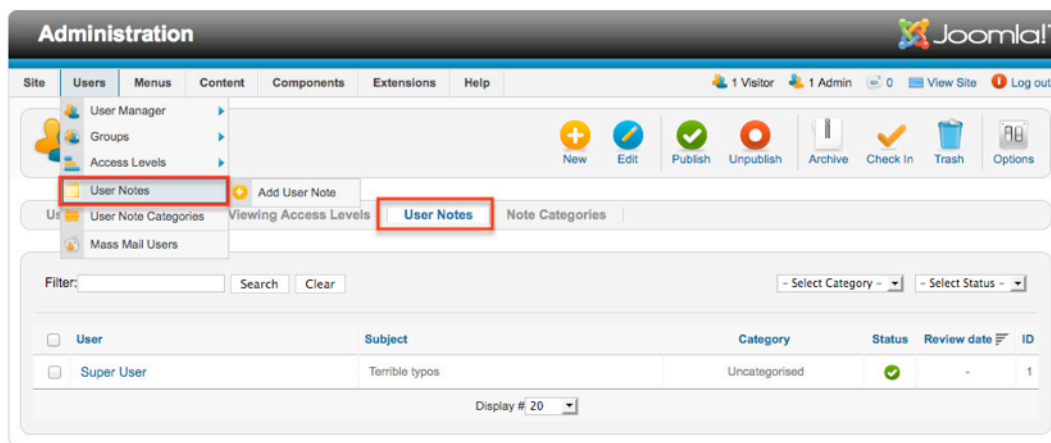 Administration
Joomla!
Site Users Menus Content Components Extensions Help 1 Visitor 1 Admin 0 View Site Log out
User Manager
Groups
Access Levels
New Edit Publish Unpublish Archive Check In Trash Options
User Notes Add User Note
User Note Categories Viewing Access Levels User Notes Note Categories
Mass Mail Users
Filter: Search Clear - Select Category - - Select Status -
User Subject Category Status Review date ID
Super User Terrible typos Uncategorised - 1
Display # 20